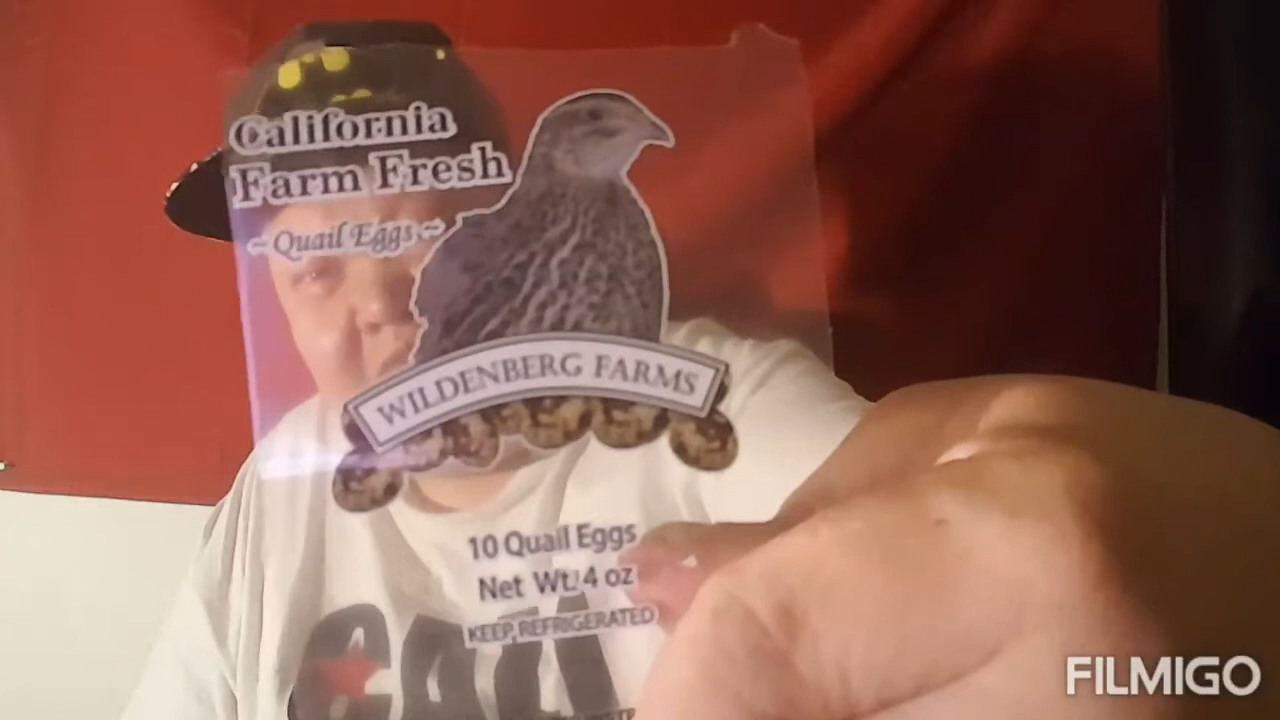 California
Farm Fresh
~ Quail Eggs ~
WILDENBERG FARMS
10 Quail Eggs
Net Wt. 4 oz
KEEP REFRIGERATED
FILMIGO